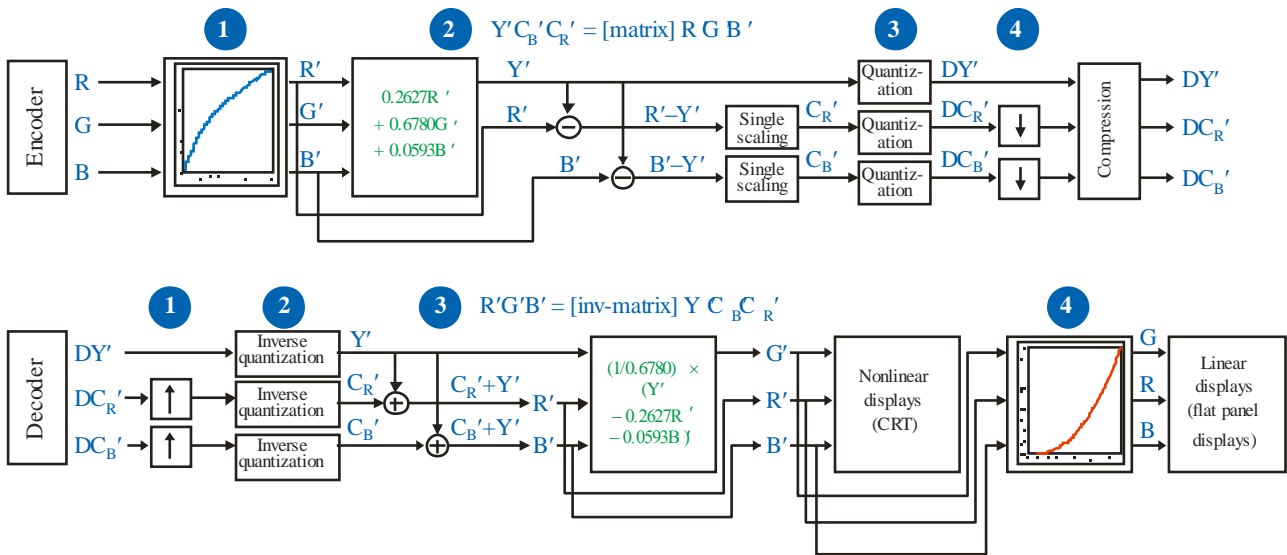 1
2
Y′C_B′C_R′ = [matrix] R′G′B′
3
4
Encoder
R
G
B
R′
G′
B′
0.2627R′
+ 0.6780G′
+ 0.0593B′
Y′
R′
B′
R′–Y′
B′–Y′
Single
scaling
Single
scaling
C_R′
C_B′
Quantiz-
ation
Quantiz-
ation
Quantiz-
ation
DY′
DC_R′
DC_B′
Compression
DY′
DC_R′
DC_B′
1
2
3
R′G′B′ = [inv-matrix] Y′C_B′C_R′
4
Decoder
DY′
DC_R′
DC_B′
Inverse
quantization
Inverse
quantization
Inverse
quantization
Y′
C_R′
C_B′
C_R′+Y′
C_B′+Y′
R′
B′
(1/0.6780) ×
(Y′
– 0.2627R′
– 0.0593B′)
G′
R′
B′
Nonlinear
displays
(CRT)
G
R
B
Linear
displays
(flat panel
displays)